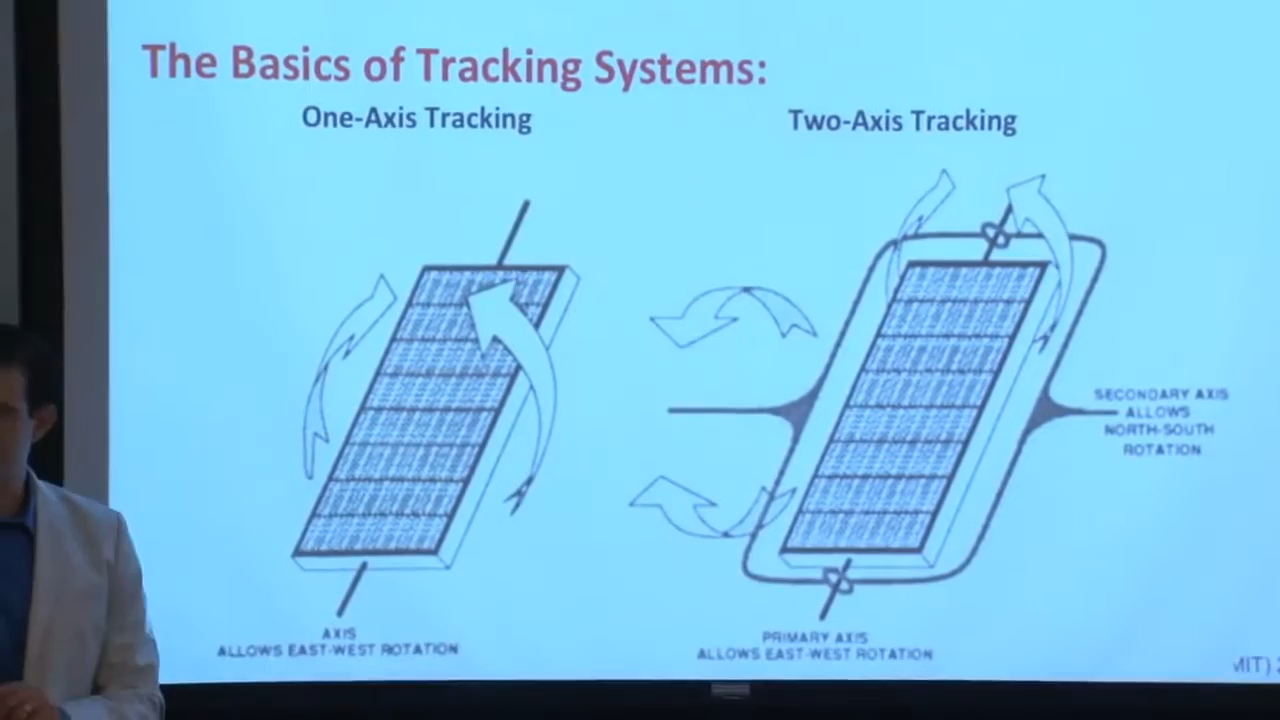 The Basics of Tracking Systems:
One-Axis Tracking
Two-Axis Tracking
SECONDARY AXIS
ALLOWS
NORTH-SOUTH
ROTATION
AXIS
ALLOWS EAST-WEST ROTATION
PRIMARY AXIS
ALLOWS EAST-WEST ROTATION